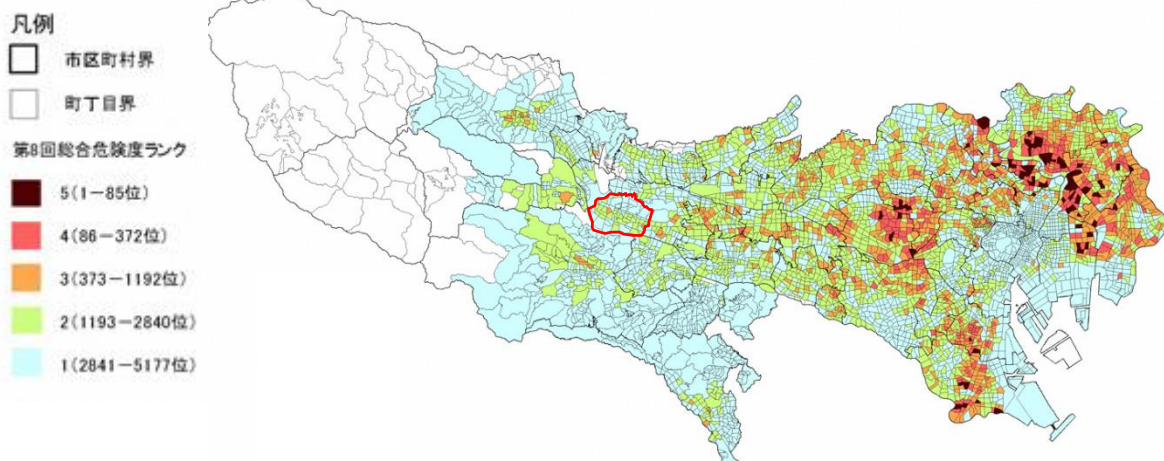 凡例
市区町村界
町丁目界
第8回総合危険度ランク
5(1－85位)
4(86－372位)
3(373－1192位)
2(1193－2840位)
1(2841－5177位)